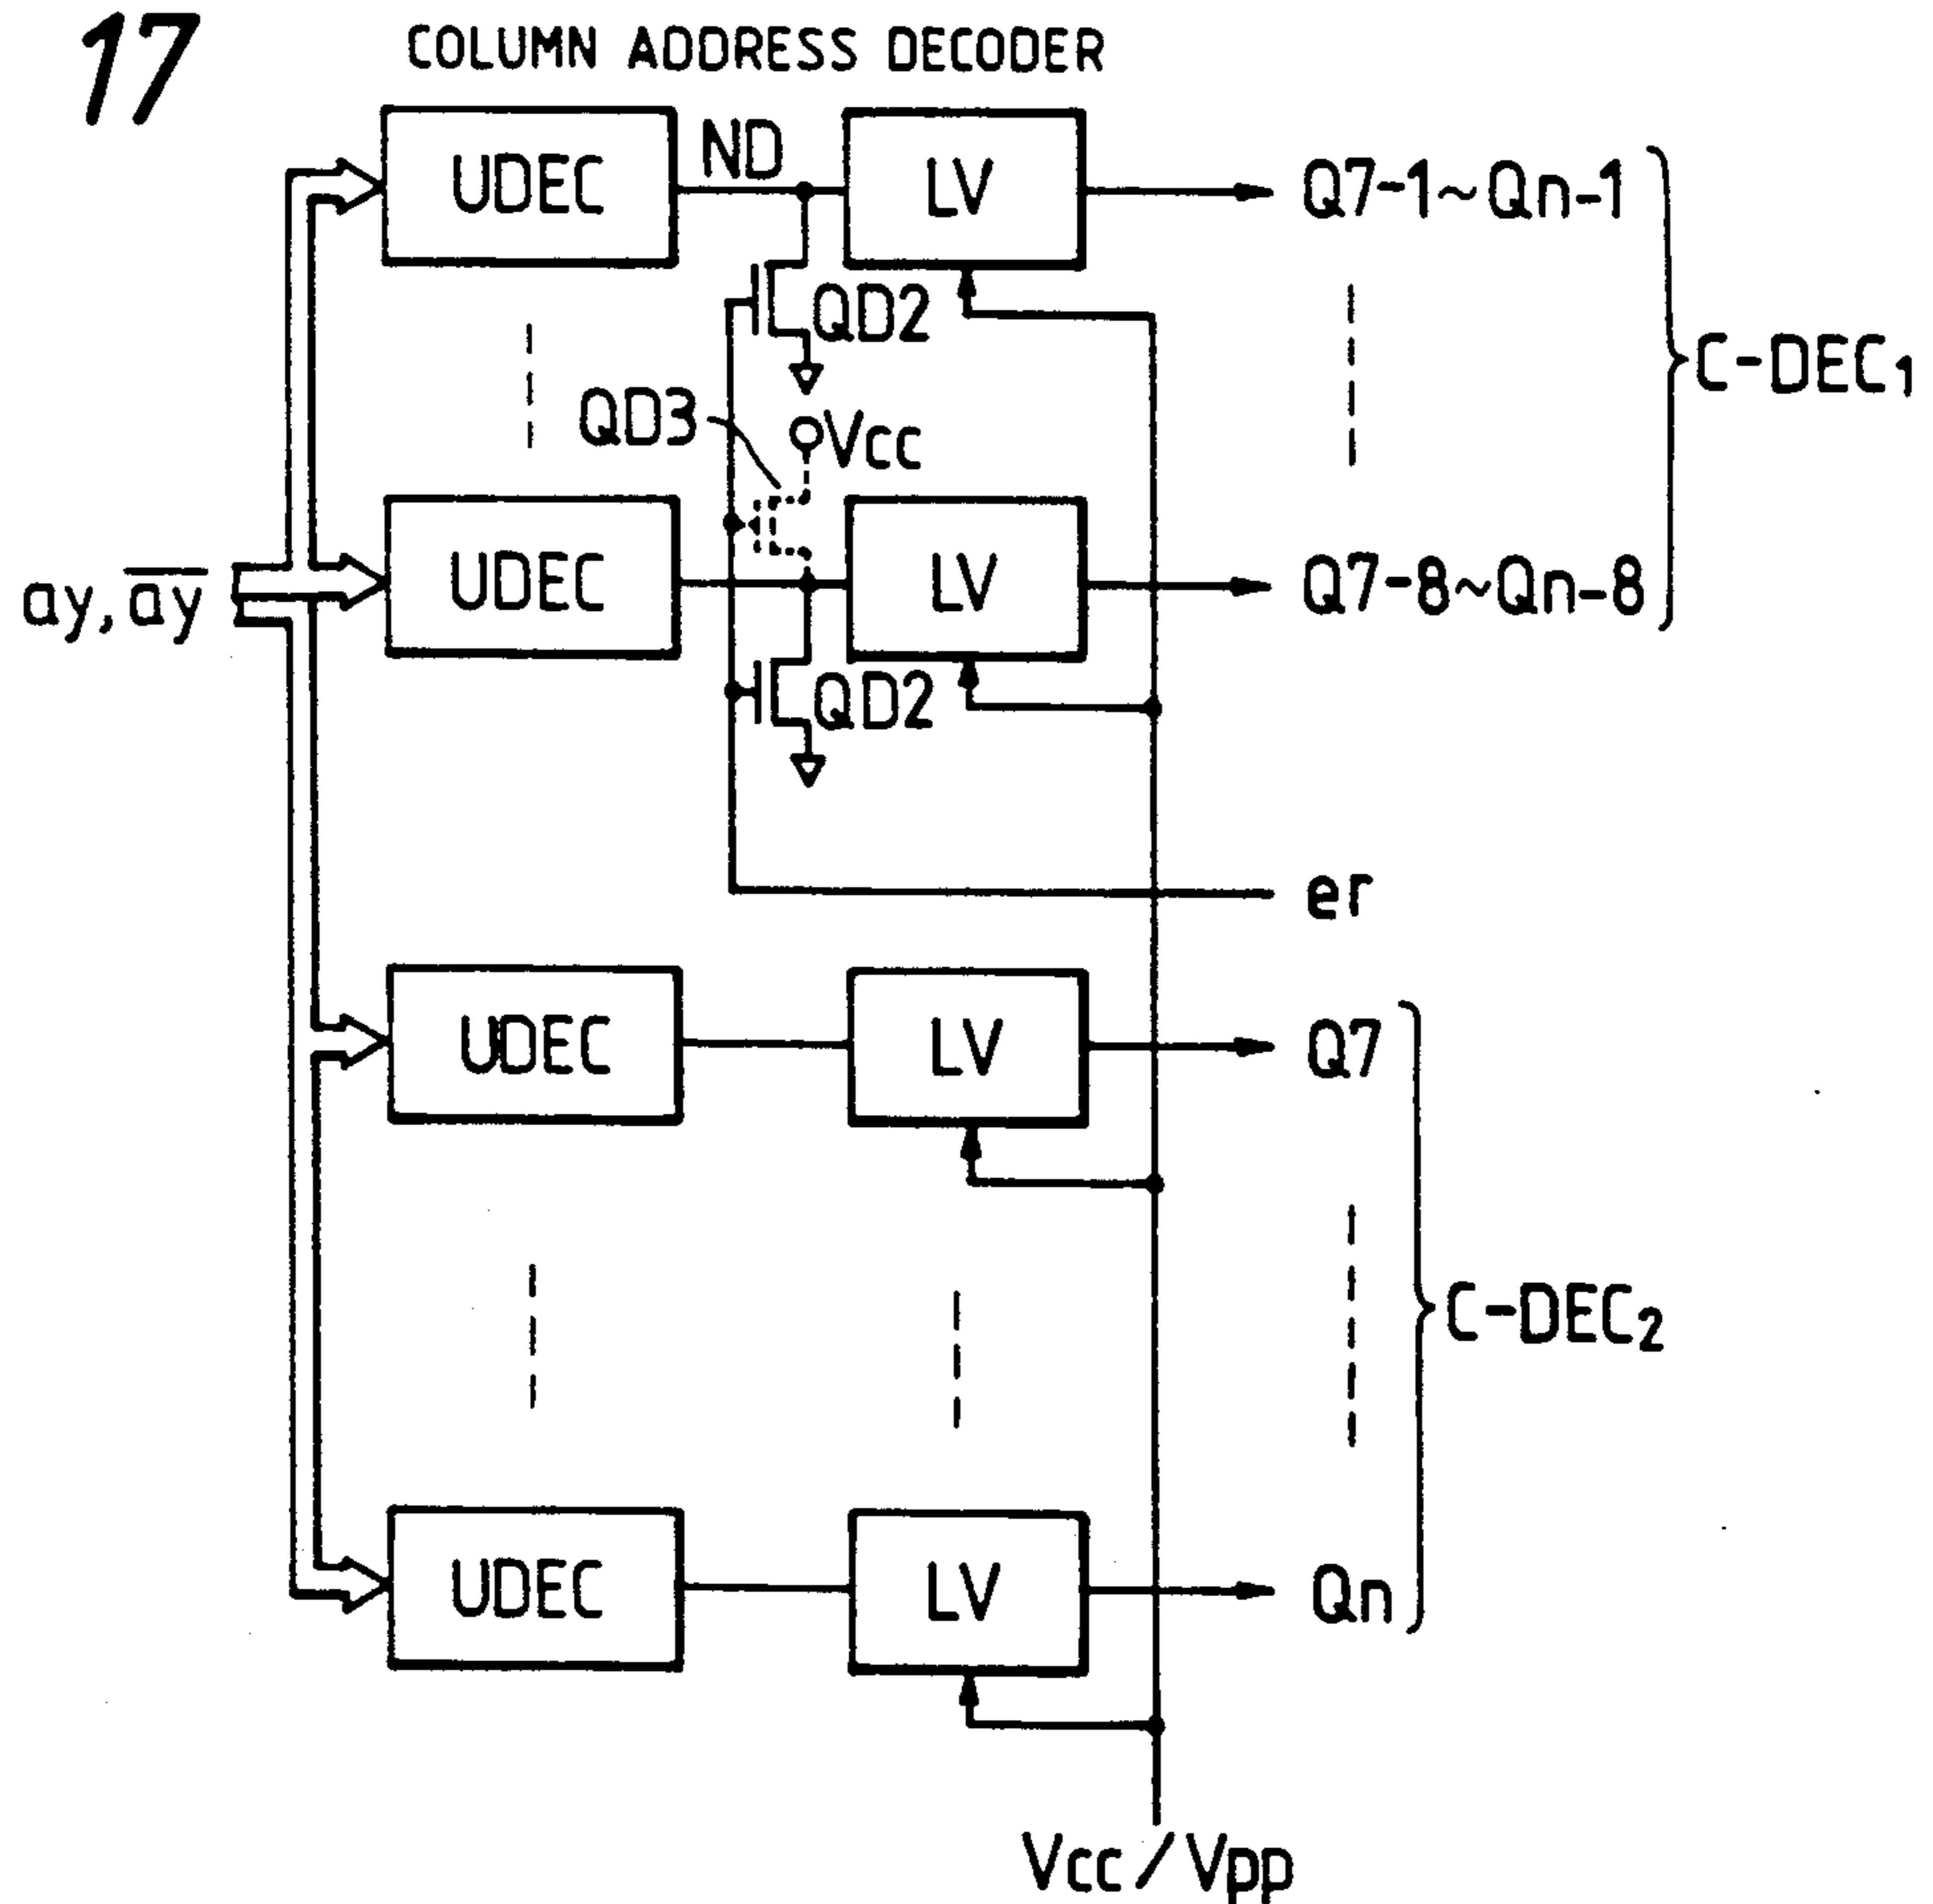 17
COLUMN ADDRESS DECODER
UDEC ND LV Q7-1~Qn-1
QD2
C-DEC1
QD3 Vcc
ay, a̅y̅ UDEC LV Q7-8~Qn-8
QD2
er
UDEC LV Q7
C-DEC2
UDEC LV Qn
Vcc/Vpp